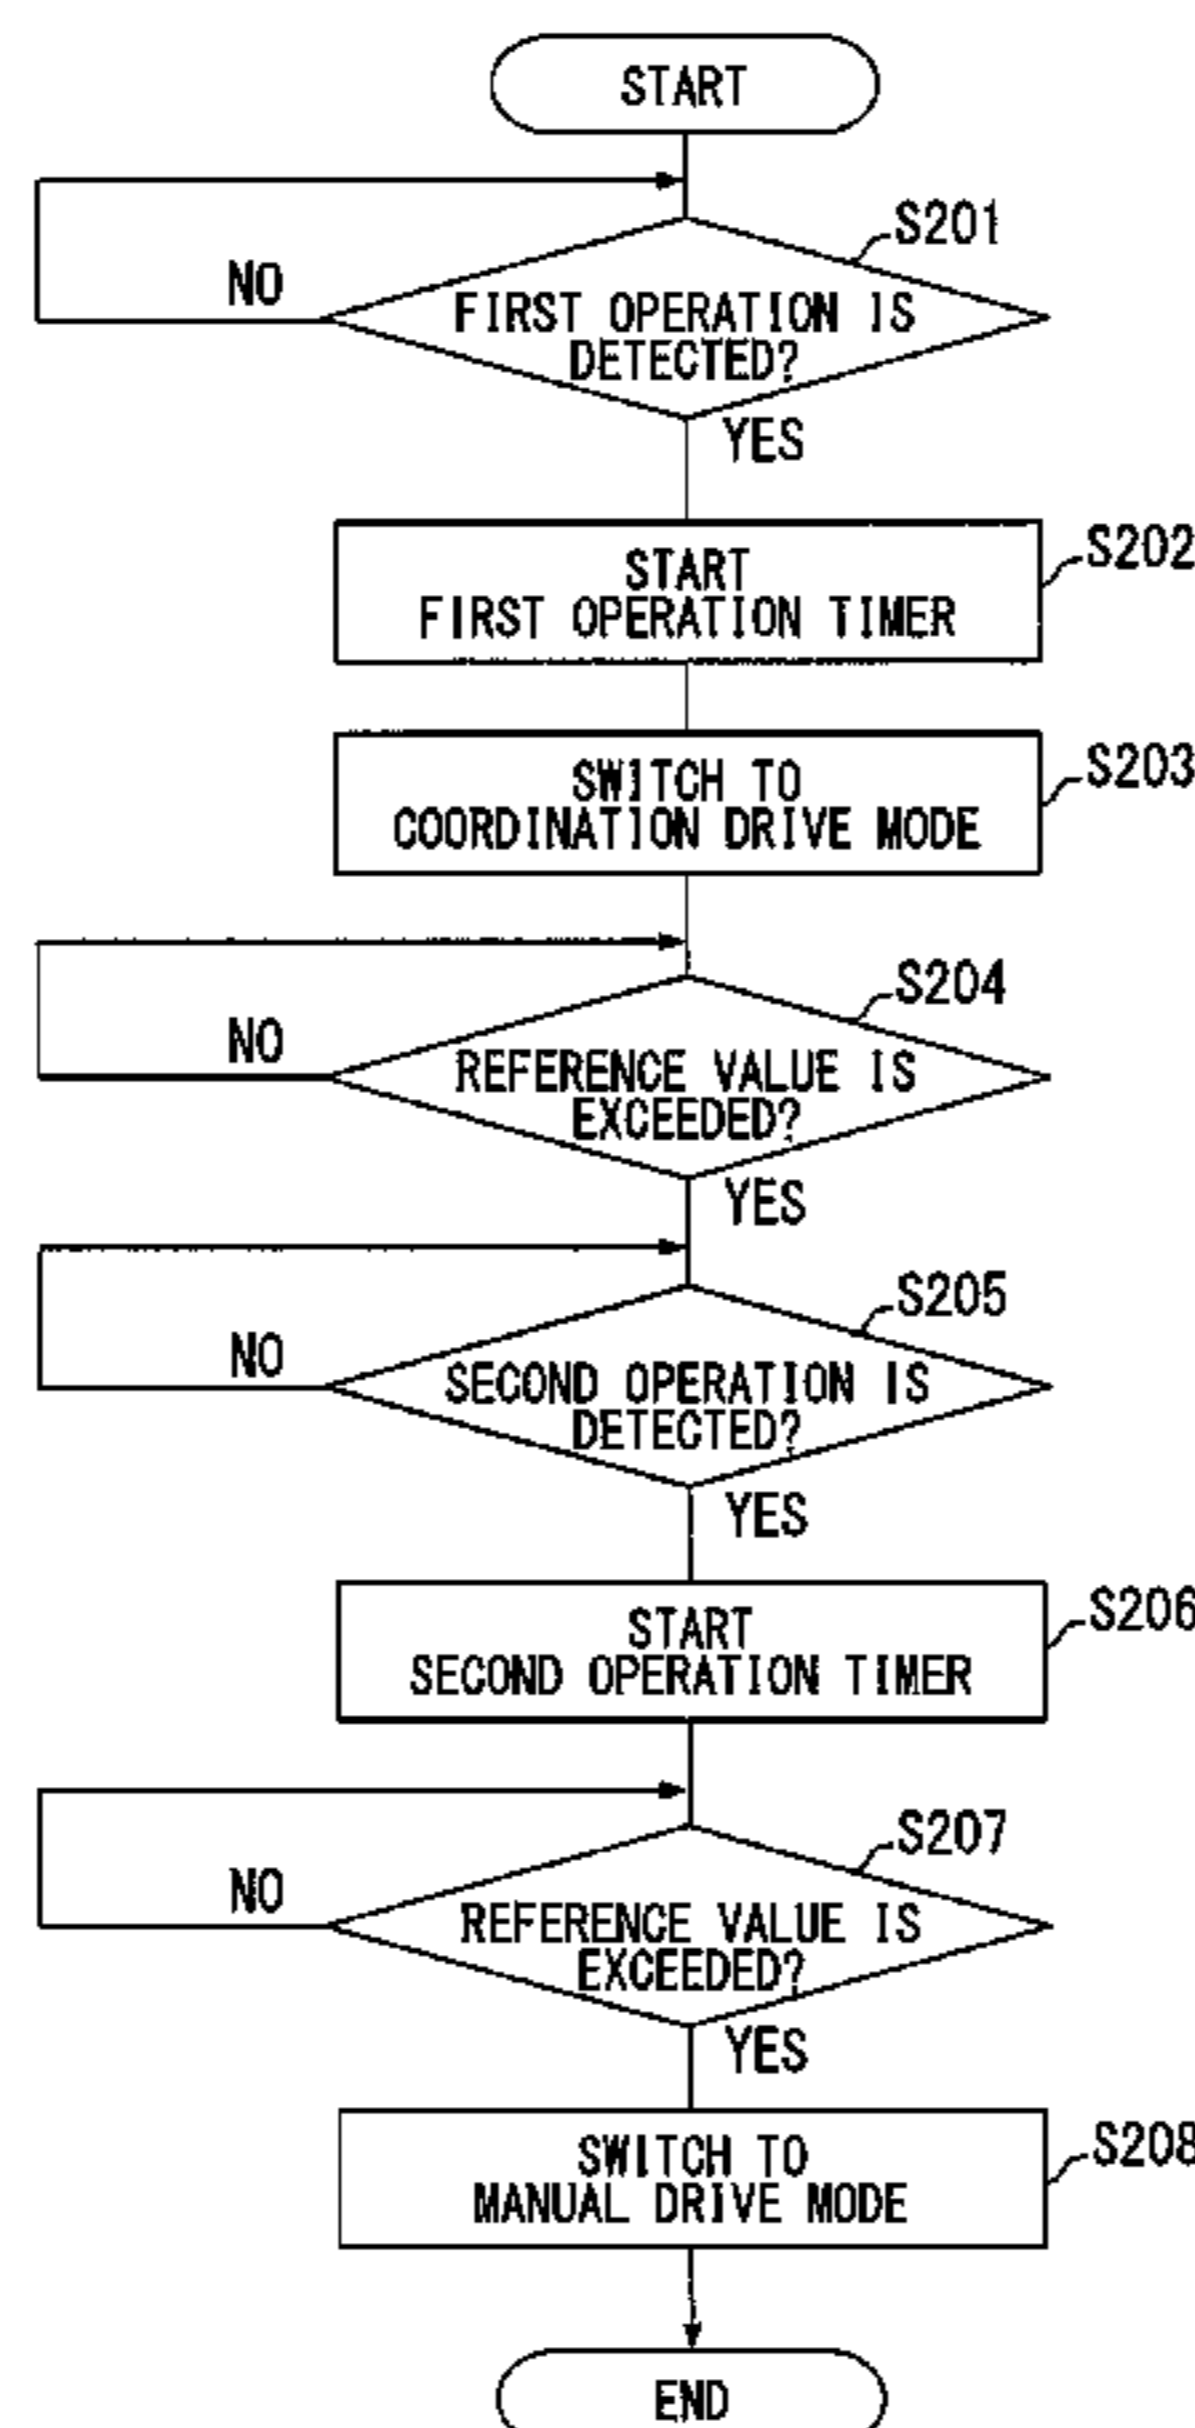 START
S201
NO
FIRST OPERATION IS
DETECTED?
YES
S202
START
FIRST OPERATION TIMER
S203
SWITCH TO
COORDINATION DRIVE MODE
S204
NO
REFERENCE VALUE IS
EXCEEDED?
YES
S205
NO
SECOND OPERATION IS
DETECTED?
YES
S206
START
SECOND OPERATION TIMER
S207
NO
REFERENCE VALUE IS
EXCEEDED?
YES
S208
SWITCH TO
MANUAL DRIVE MODE
END